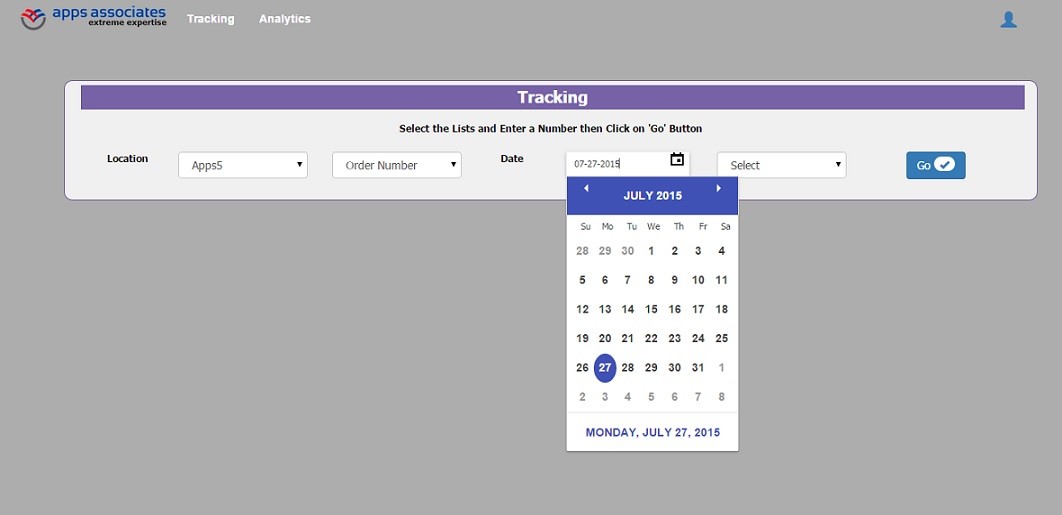 apps associates
extreme expertise
Tracking Analytics
Tracking
Select the Lists and Enter a Number then Click on 'Go' Button
Location Apps5 Order Number Date 07-27-2015 Select Go
JULY 2015
Su Mo Tu We Th Fr Sa
28 29 30 1 2 3 4
5 6 7 8 9 10 11
12 13 14 15 16 17 18
19 20 21 22 23 24 25
26 27 28 29 30 31 1
2 3 4 5 6 7 8
MONDAY, JULY 27, 2015